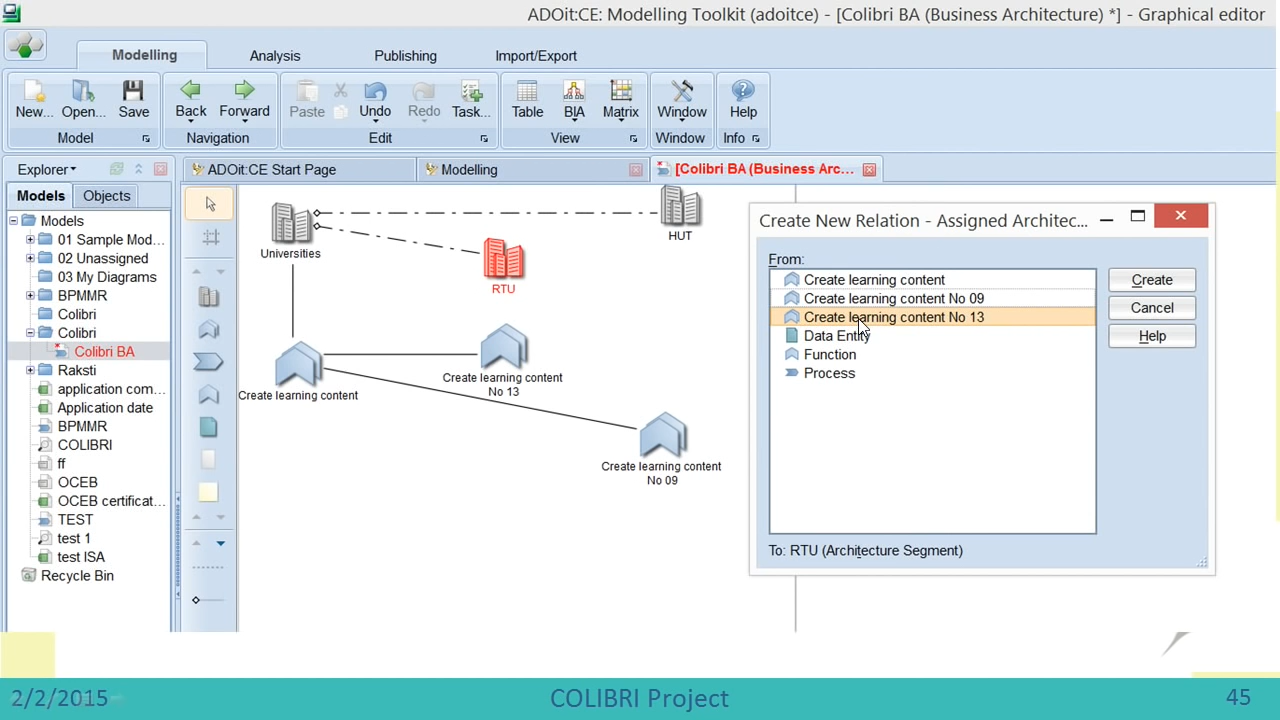 ADOit:CE: Modelling Toolkit (adoitce) - [Colibri BA (Business Architecture) *] - Graphical editor
Modelling
Analysis
Publishing
Import/Export
New...
Open...
Save
Back
Forward
Paste
Undo
Redo
Task...
Table
BIA
Matrix
Window
Help
Model
Navigation
Edit
View
Window
Info
Explorer
ADOit:CE Start Page
Modelling
[Colibri BA (Business Arc...
Models
Objects
Models
01 Sample Mod...
02 Unassigned
03 My Diagrams
BPMMR
Colibri
Colibri
Colibri BA
Raksti
application com...
Application date
BPMMR
COLIBRI
ff
OCEB
OCEB certificat...
TEST
test 1
test ISA
Recycle Bin
Universities
HUT
RTU
Create learning content
Create learning content
No 13
Create learning content
No 09
Create New Relation - Assigned Architec...
From:
Create learning content
Create learning content No 09
Create learning content No 13
Data Entity
Function
Process
Create
Cancel
Help
To: RTU (Architecture Segment)
2/2/2015
COLIBRI Project
45